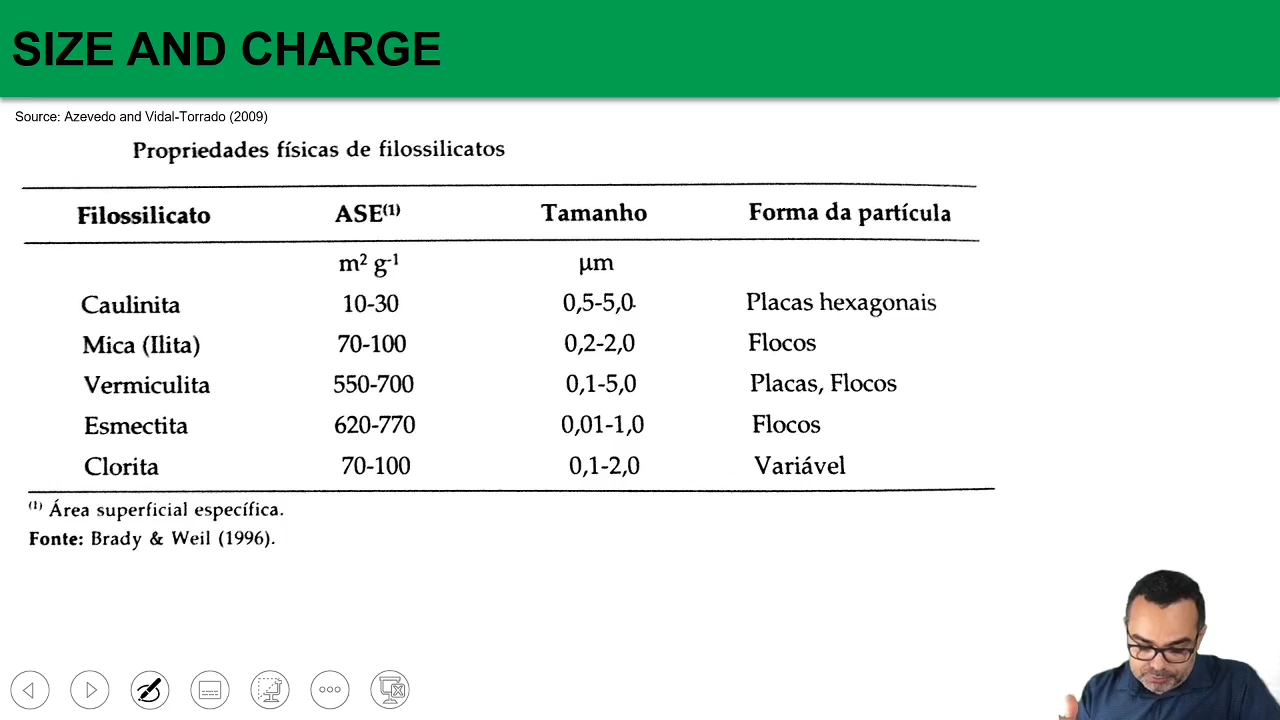 SIZE AND CHARGE
Source: Azevedo and Vidal-Torrado (2009)
Propriedades físicas de filossilicatos
Filossilicato ASE(1) Tamanho Forma da partícula
m² g-1 μm
Caulinita 10-30 0,5-5,0 Placas hexagonais
Mica (Ilita) 70-100 0,2-2,0 Flocos
Vermiculita 550-700 0,1-5,0 Placas, Flocos
Esmectita 620-770 0,01-1,0 Flocos
Clorita 70-100 0,1-2,0 Variável
(1) Área superficial específica.
Fonte: Brady & Weil (1996).